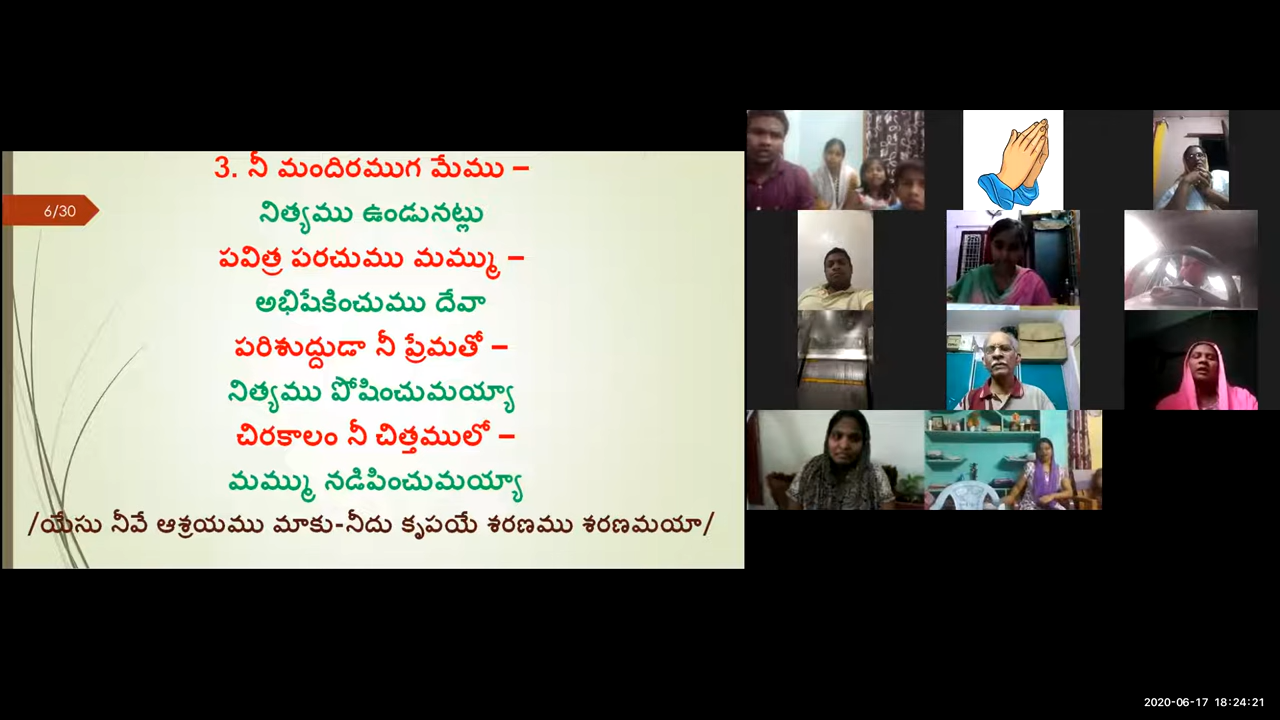 3. నీ మందిరముగ మేము –
6/30
నిత్యము ఉండునట్లు
పవిత్ర పరచుము మమ్ము –
అభిషేకించుము దేవా
పరిశుద్దుడా నీ ప్రేమతో –
నిత్యము పోషించుమయ్యా
చిరకాలం నీ చిత్తములో –
మమ్ము నడిపించుమయ్యా
/యేసు నీవే ఆశ్రయము మాకు-నీదు కృపయే శరణము శరణమయా/
2020-06-17 18:24:21